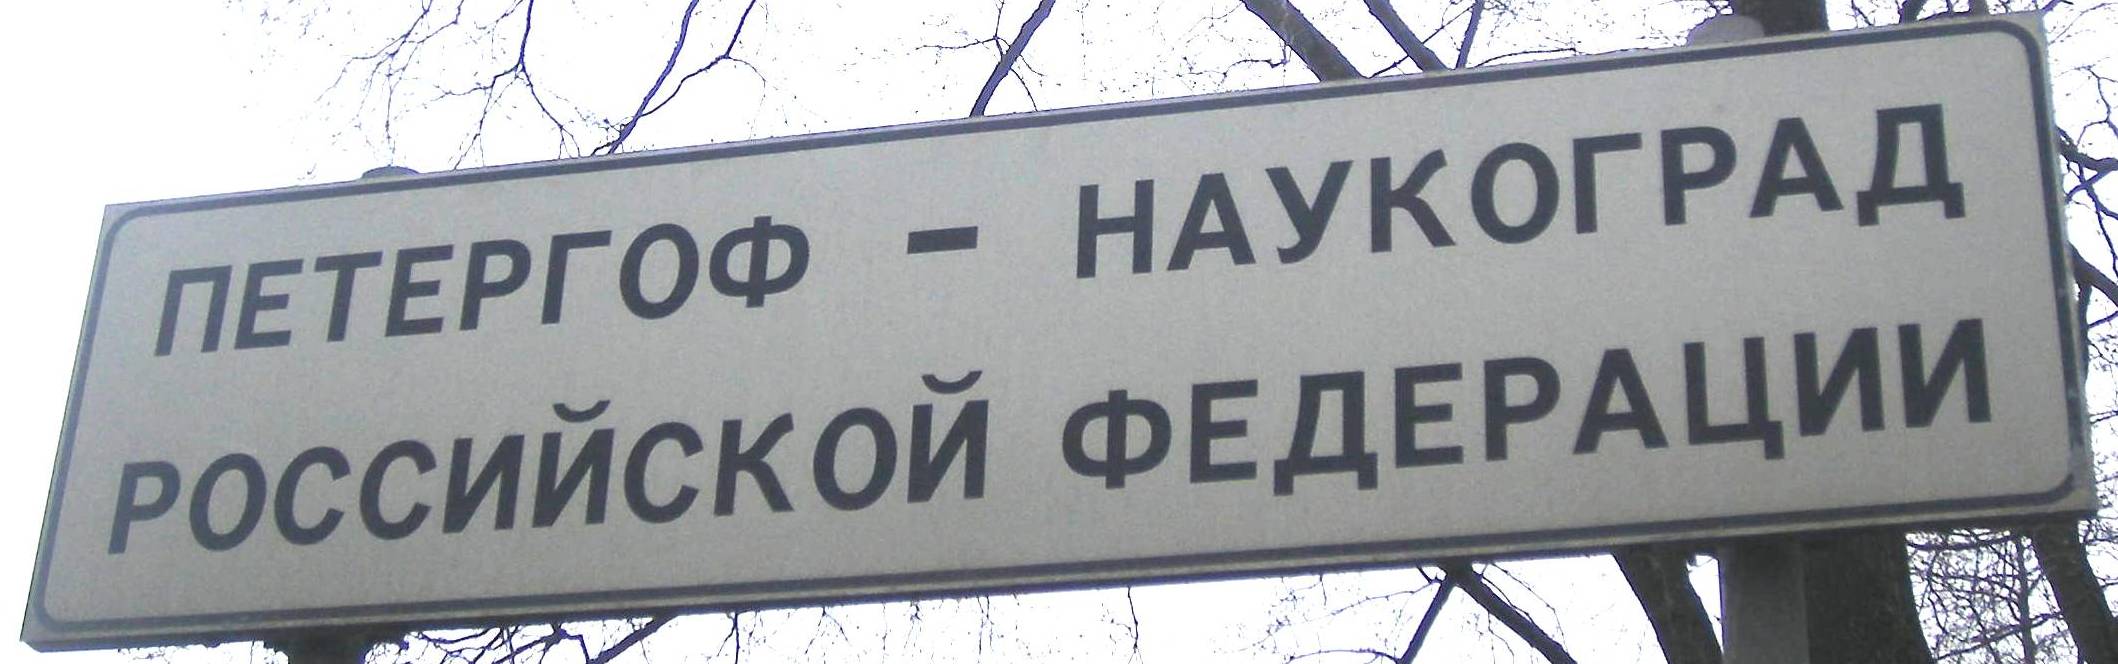 ПЕТЕРГОФ - НАУКОГРАД
РОССИЙСКОЙ ФЕДЕРАЦИИ